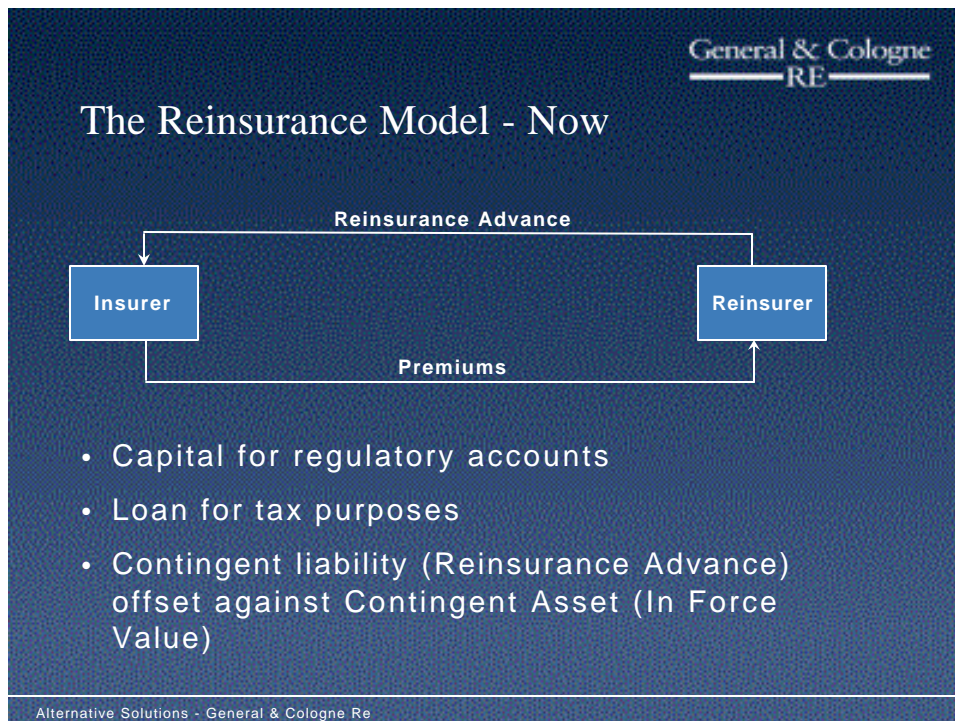 General & Cologne
RE
The Reinsurance Model - Now
Reinsurance Advance
Insurer
Reinsurer
Premiums
• Capital for regulatory accounts
• Loan for tax purposes
• Contingent liability (Reinsurance Advance)
offset against Contingent Asset (In Force
Value)
Alternative Solutions - General & Cologne Re